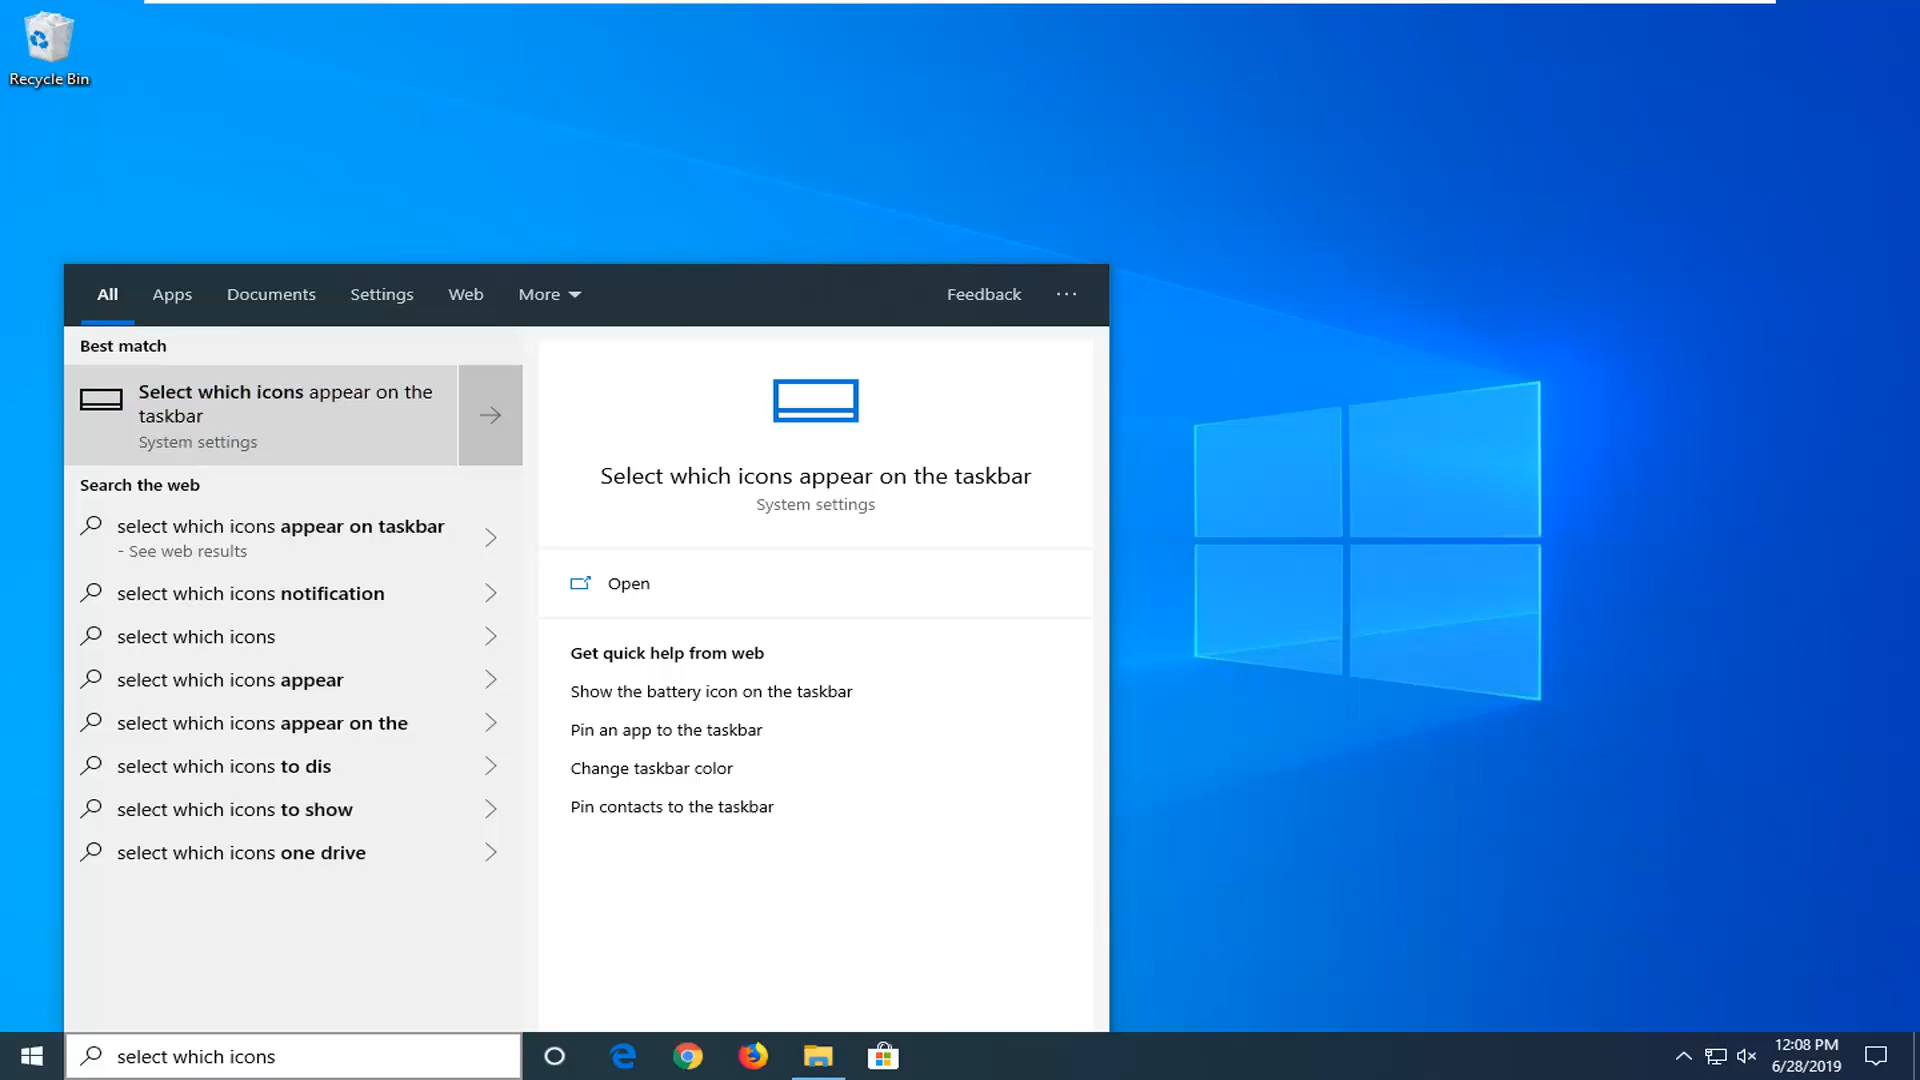 Recycle Bin
All Apps Documents Settings Web More Feedback ...
Best match
Select which icons appear on the
taskbar
System settings
Search the web
select which icons appear on taskbar
- See web results
select which icons notification
select which icons
select which icons appear
select which icons appear on the
select which icons to dis
select which icons to show
select which icons one drive
Select which icons appear on the taskbar
System settings
Open
Get quick help from web
Show the battery icon on the taskbar
Pin an app to the taskbar
Change taskbar color
Pin contacts to the taskbar
select which icons
12:08 PM
6/28/2019